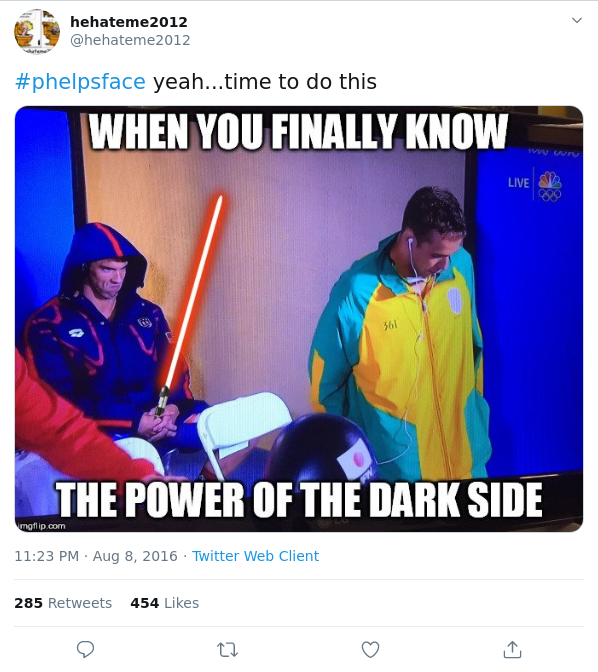 hehateme2012
@hehateme2012
#phelpsface yeah...time to do this
WHEN YOU FINALLY KNOW
LIVE
361
THE POWER OF THE DARK SIDE
imgflip.com
11:23 PM · Aug 8, 2016 · Twitter Web Client
285 Retweets 454 Likes